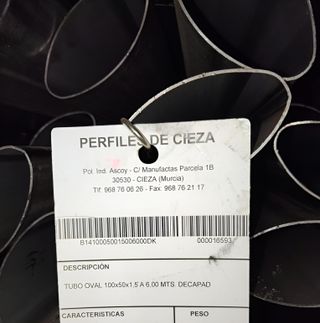 PERFILES DE CIEZA
Pol. Ind. Ascoy - C/ Manufactas Parcela 1B
30530 - CIEZA (Murcia)
Tlf: 968 76 06 26 - Fax: 968 76 21 17
B14100050015006000DK 000016593
DESCRIPCIÓN
TUBO OVAL 100x50x1,5 A 6,00 MTS. DECAPAD
CARACTERISTICAS PESO